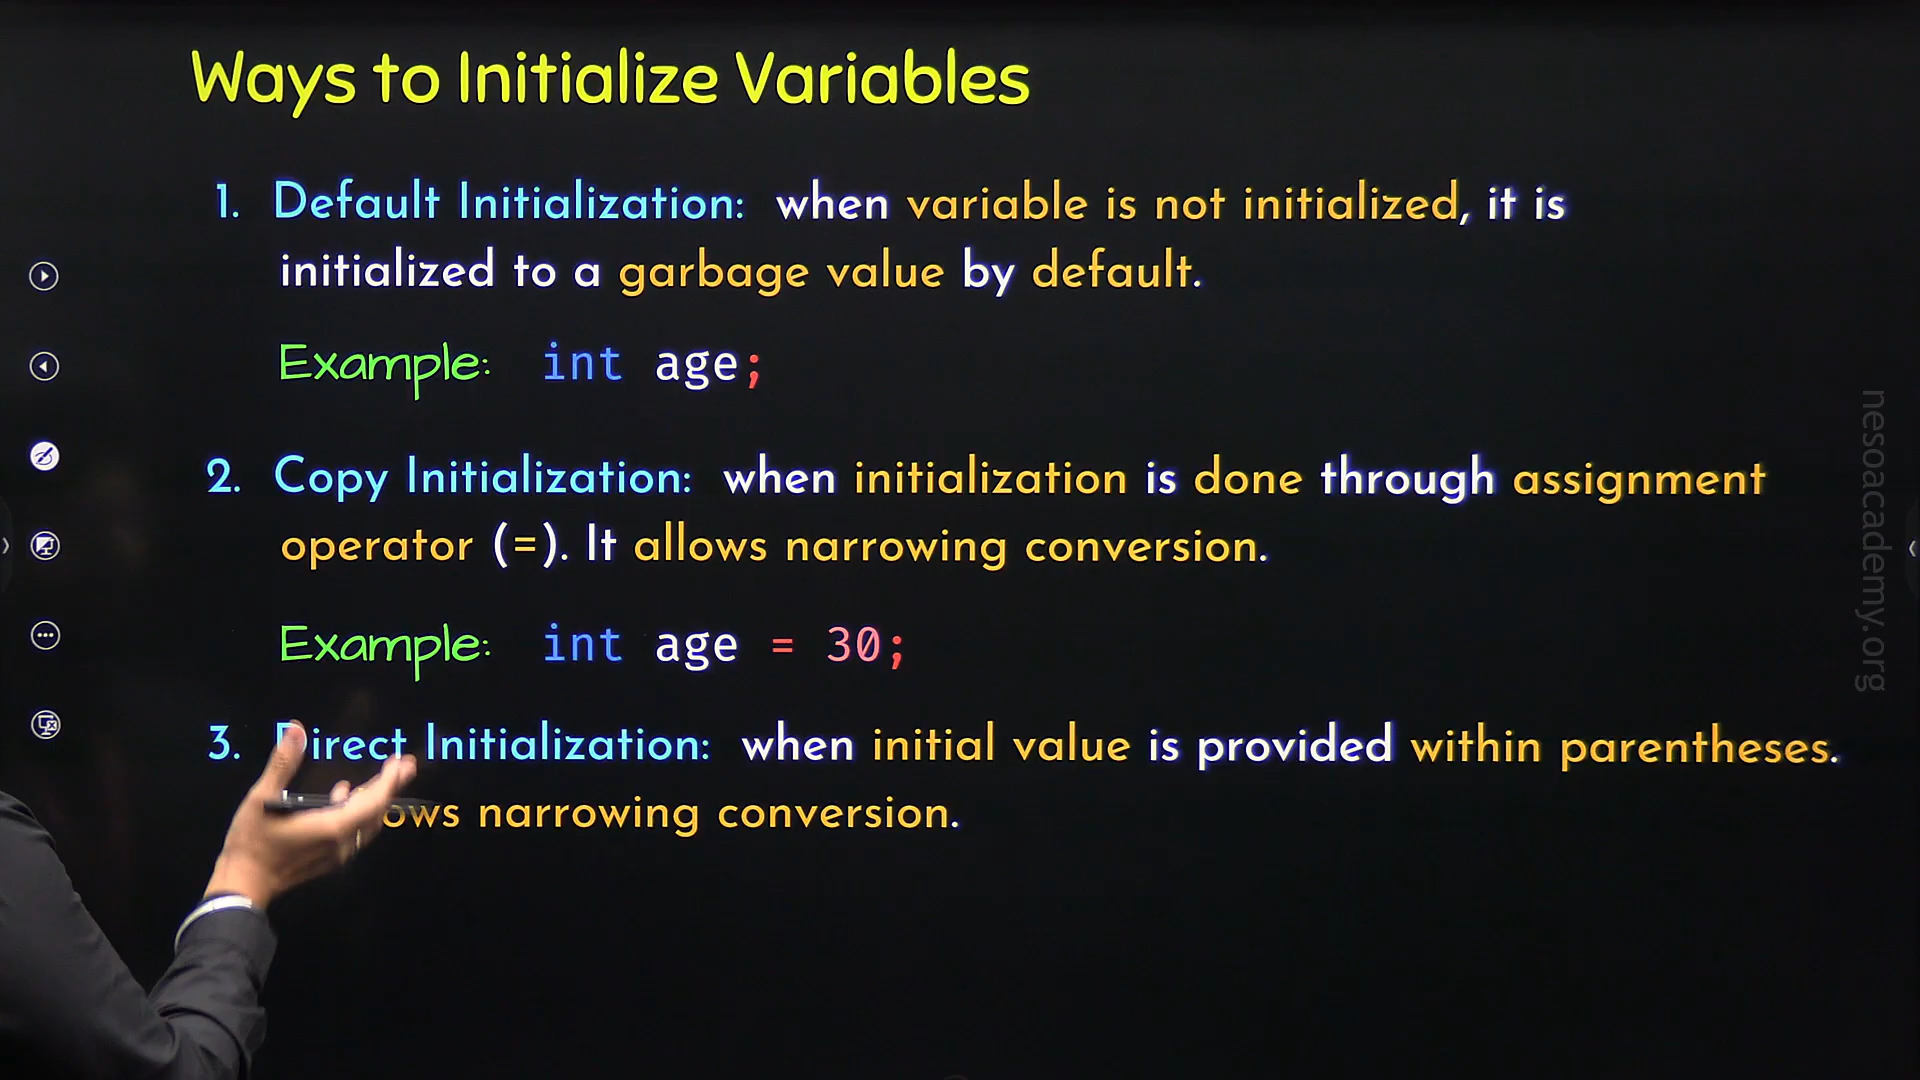 Ways to Initialize Variables
1. Default Initialization: when variable is not initialized, it is
initialized to a garbage value by default.
Example: int age;
2. Copy Initialization: when initialization is done through assignment
operator (=). It allows narrowing conversion.
Example: int age = 30;
3. Direct Initialization: when initial value is provided within parentheses.
narrowing conversion.
nesoacademy.org